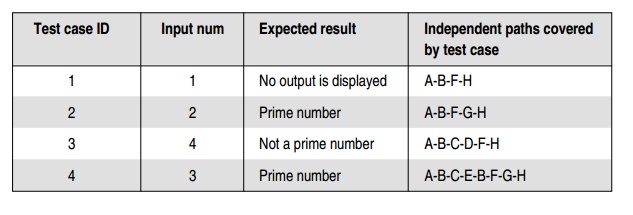 Test case ID Input num Expected result Independent paths covered
by test case
1 1 No output is displayed A-B-F-H
2 2 Prime number A-B-F-G-H
3 4 Not a prime number A-B-C-D-F-H
4 3 Prime number A-B-C-E-B-F-G-H